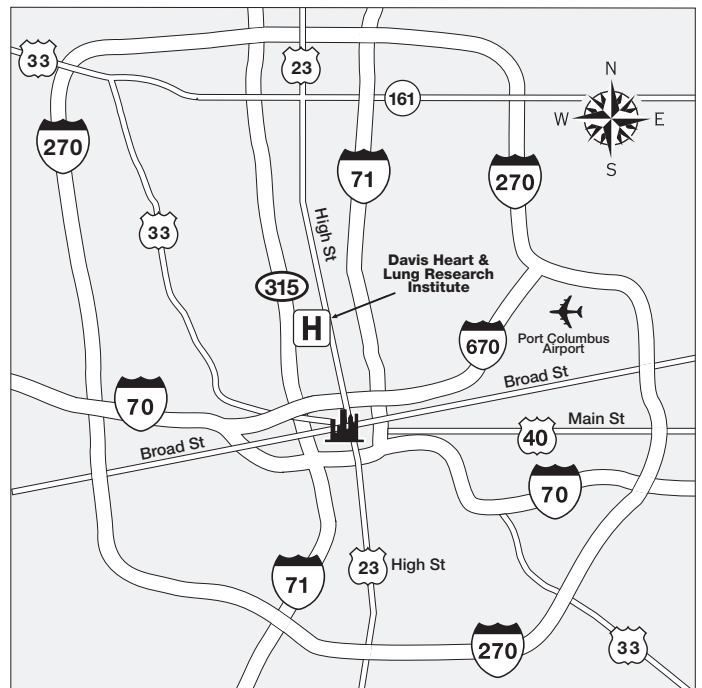 33
23
N
161
W
E
S
270
71
270
33
High St
Davis Heart &
Lung Research
Institute
315
H
670
Port Columbus
Airport
Broad St
70
Main St
40
Broad St
70
23
High St
71
270
33